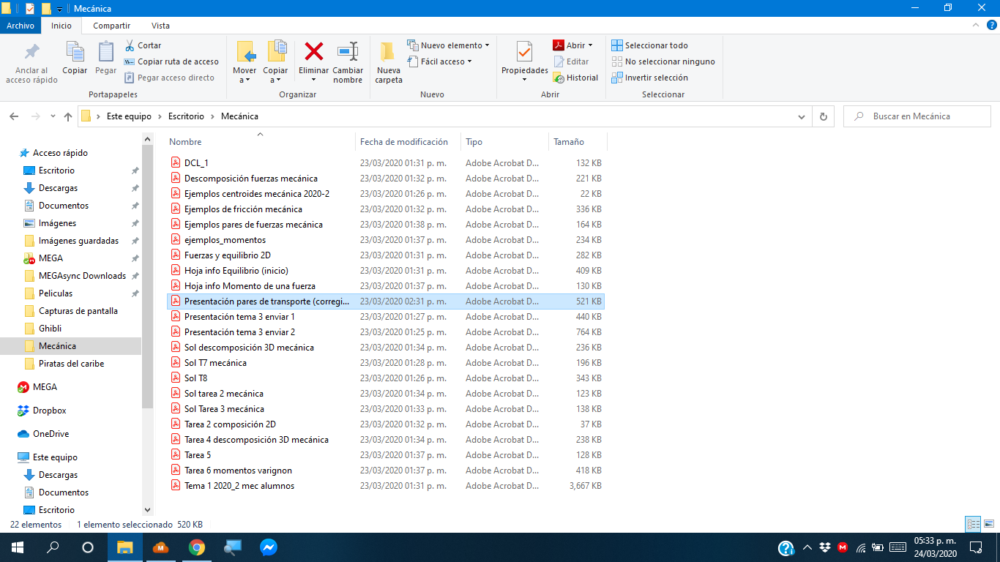 Mecánica
Archivo Inicio Compartir Vista
Anclar al acceso rápido
Copiar
Pegar
Cortar
Copiar ruta de acceso
Pegar acceso directo
Portapapeles
Mover a
Copiar a
Eliminar
Cambiar nombre
Organizar
Nueva carpeta
Nuevo elemento
Fácil acceso
Nuevo
Propiedades
Abrir
Editar
Historial
Abrir
Seleccionar todo
No seleccionar ninguno
Invertir selección
Seleccionar
Este equipo > Escritorio > Mecánica
Buscar en Mecánica
Acceso rápido
Escritorio
Descargas
Documentos
Imágenes
Imágenes guardadas
MEGA
MEGAsync Downloads
Peliculas
Capturas de pantalla
Ghibli
Mecánica
Piratas del caribe
MEGA
Dropbox
OneDrive
Este equipo
Descargas
Documentos
Escritorio
Nombre Fecha de modificación Tipo Tamaño
DCL_1 23/03/2020 01:31 p. m. Adobe Acrobat D... 132 KB
Descomposición fuerzas mecánica 23/03/2020 01:32 p. m. Adobe Acrobat D... 221 KB
Ejemplos centroides mecánica 2020-2 23/03/2020 01:26 p. m. Adobe Acrobat D... 22 KB
Ejemplos de fricción mecánica 23/03/2020 01:32 p. m. Adobe Acrobat D... 336 KB
Ejemplos pares de fuerzas mecánica 23/03/2020 01:38 p. m. Adobe Acrobat D... 164 KB
ejemplos_momentos 23/03/2020 01:37 p. m. Adobe Acrobat D... 234 KB
Fuerzas y equilibrio 2D 23/03/2020 01:31 p. m. Adobe Acrobat D... 282 KB
Hoja info Equilibrio (inicio) 23/03/2020 01:31 p. m. Adobe Acrobat D... 409 KB
Hoja info Momento de una fuerza 23/03/2020 01:37 p. m. Adobe Acrobat D... 130 KB
Presentación pares de transporte (corregi... 23/03/2020 02:31 p. m. Adobe Acrobat D... 521 KB
Presentación tema 3 enviar 1 23/03/2020 01:27 p. m. Adobe Acrobat D... 440 KB
Presentación tema 3 enviar 2 23/03/2020 01:25 p. m. Adobe Acrobat D... 764 KB
Sol descomposición 3D mecánica 23/03/2020 01:34 p. m. Adobe Acrobat D... 236 KB
Sol T7 mecánica 23/03/2020 01:28 p. m. Adobe Acrobat D... 196 KB
Sol T8 23/03/2020 01:26 p. m. Adobe Acrobat D... 343 KB
Sol tarea 2 mecánica 23/03/2020 01:34 p. m. Adobe Acrobat D... 123 KB
Sol Tarea 3 mecánica 23/03/2020 01:33 p. m. Adobe Acrobat D... 138 KB
Tarea 2 composición 2D 23/03/2020 01:32 p. m. Adobe Acrobat D... 37 KB
Tarea 4 descomposición 3D mecánica 23/03/2020 01:34 p. m. Adobe Acrobat D... 238 KB
Tarea 5 23/03/2020 01:37 p. m. Adobe Acrobat D... 128 KB
Tarea 6 momentos varignon 23/03/2020 01:37 p. m. Adobe Acrobat D... 418 KB
Tema 1 2020_2 mec alumnos 23/03/2020 01:31 p. m. Adobe Acrobat D... 3,667 KB
22 elementos 1 elemento seleccionado 520 KB
05:33 p. m.
24/03/2020